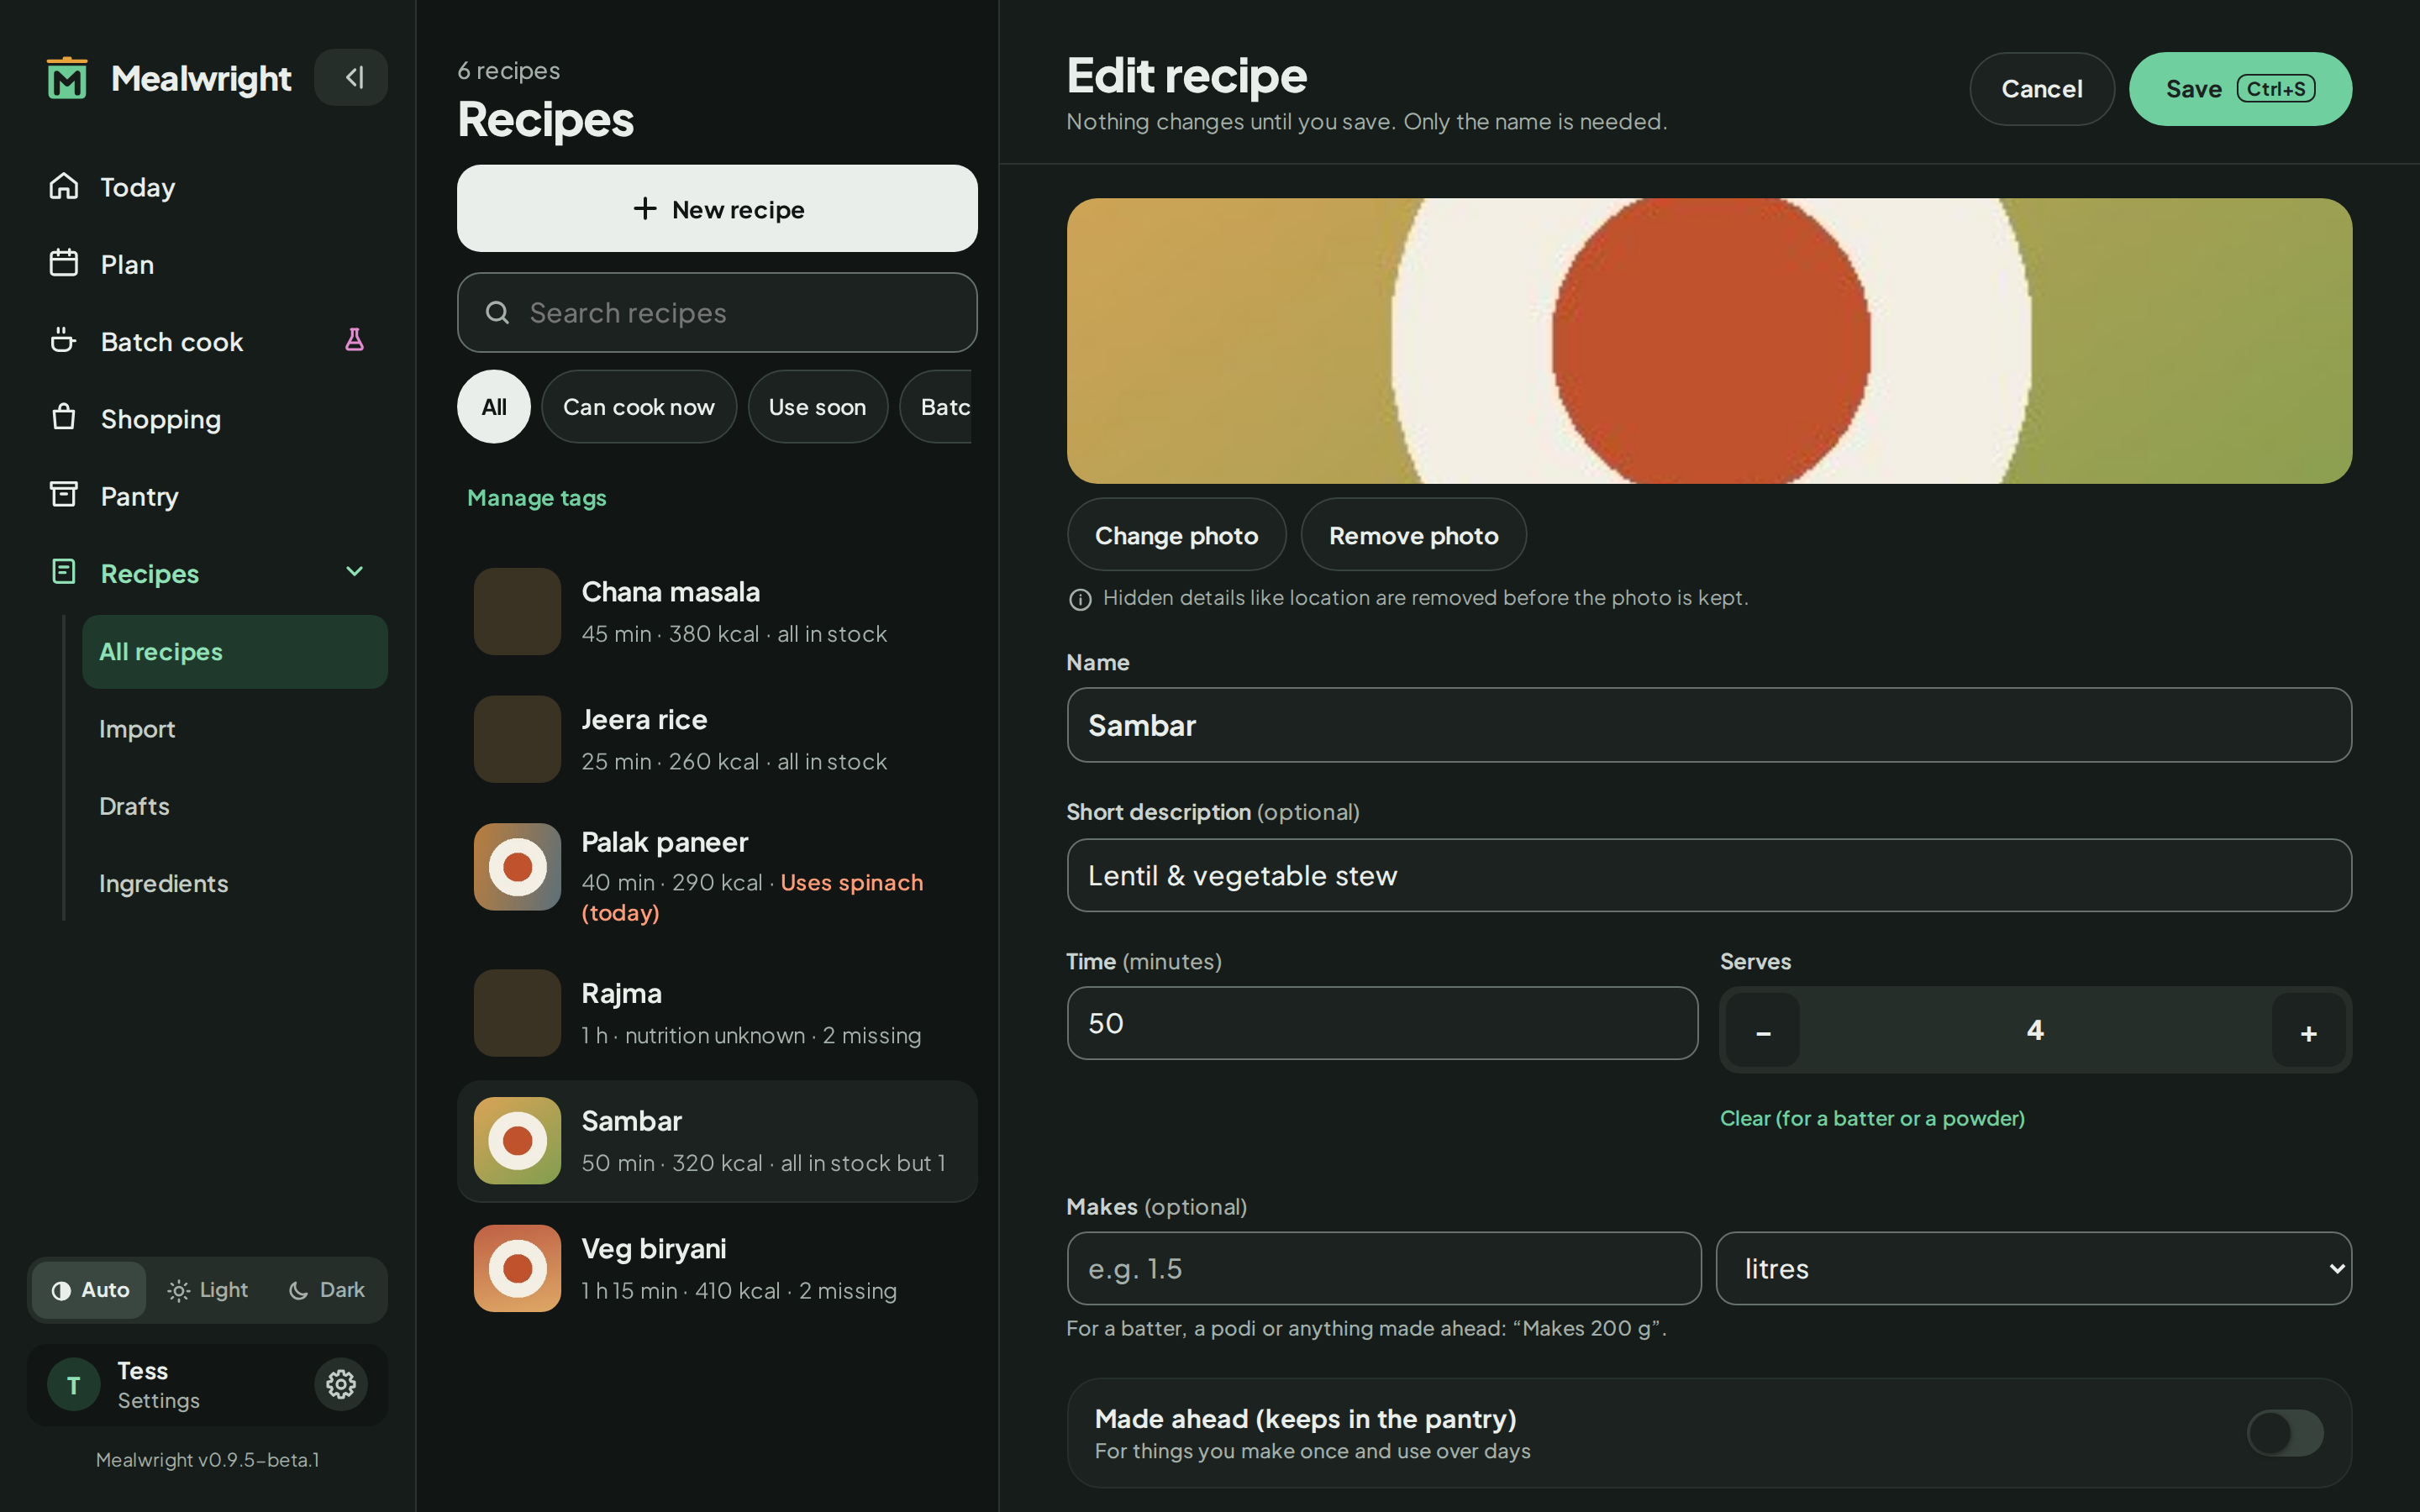 Mealwright
Today
Plan
Batch cook
Shopping
Pantry
Recipes
All recipes
Import
Drafts
Ingredients
Auto
Light
Dark
T
Tess
Settings
Mealwright v0.9.5-beta.1
6 recipes
Recipes
New recipe
Search recipes
All
Can cook now
Use soon
Batc
Manage tags
Chana masala
45 min · 380 kcal · all in stock
Jeera rice
25 min · 260 kcal · all in stock
Palak paneer
40 min · 290 kcal · Uses spinach
(today)
Rajma
1 h · nutrition unknown · 2 missing
Sambar
50 min · 320 kcal · all in stock but 1
Veg biryani
1 h 15 min · 410 kcal · 2 missing
Edit recipe
Nothing changes until you save. Only the name is needed.
Cancel
Save Ctrl+S
Change photo
Remove photo
Hidden details like location are removed before the photo is kept.
Name
Sambar
Short description (optional)
Lentil & vegetable stew
Time (minutes)
50
Serves
– 4 +
Clear (for a batter or a powder)
Makes (optional)
e.g. 1.5
litres
For a batter, a podi or anything made ahead: “Makes 200 g”.
Made ahead (keeps in the pantry)
For things you make once and use over days